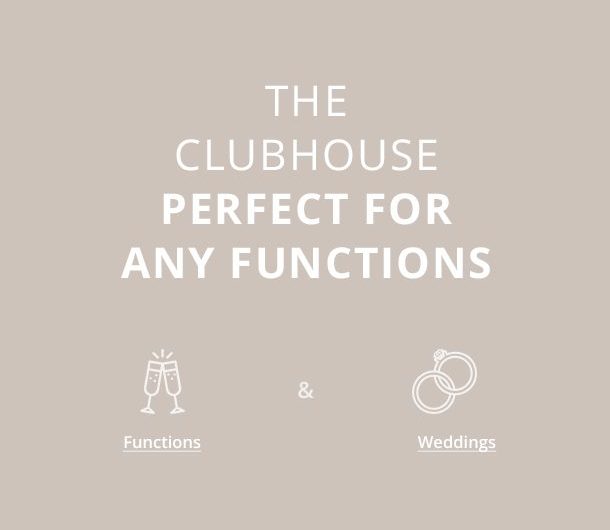 THE
CLUBHOUSE
PERFECT FOR
ANY FUNCTIONS
&
Functions
Weddings